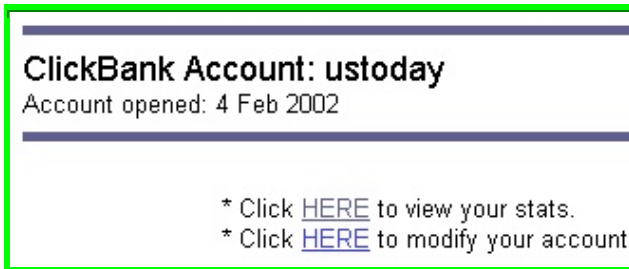 ClickBank Account: ustoday
Account opened: 4 Feb 2002
* Click HERE to view your stats.
* Click HERE to modify your account